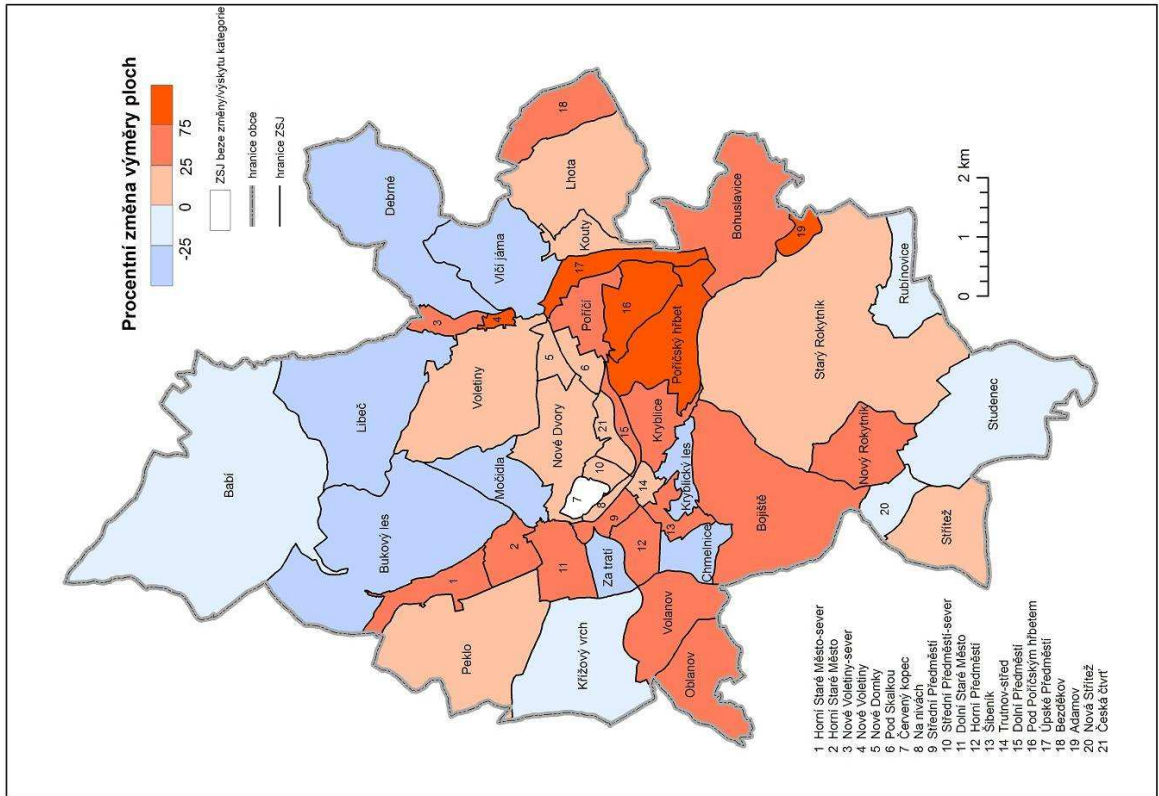 Procentní změna výměry ploch
-25
0
25
75
ZSJ beze změny/výskytu kategorie
hranice obce
hranice ZSJ
Babí
Debrné
Libeč
Vlčí jáma
Bukový les
3
4
Voletiny
Močidla
18
Lhota
Kouty
1
2
Nové Dvory
5
6
17
Poříčí
16
Peklo
7
8
10
21
15
Poříčský hřbet
Bohuslavice
19
11
9
14
Kryblice
Za tratí
12
13
Kryblický les
Křížový vrch
Chmelnice
Bojiště
Starý Rokytník
Rubínovice
Volanov
Oblanov
Nový Rokytník
20
Studenec
Střítež
0
1
2 km
1 Horní Staré Město-sever
2 Horní Staré Město
3 Nové Voletiny-sever
4 Nové Voletiny
5 Nové Domky
6 Pod Skalkou
7 Červený kopec
8 Na nivách
9 Střední Předměstí
10 Střední Předměstí-sever
11 Dolní Staré Město
12 Horní Předměstí
13 Šibeník
14 Trutnov-střed
15 Dolní Předměstí
16 Pod Poříčským hřbetem
17 Úpské Předměstí
18 Bezděkov
19 Adamov
20 Nová Střítež
21 Česká čtvrť